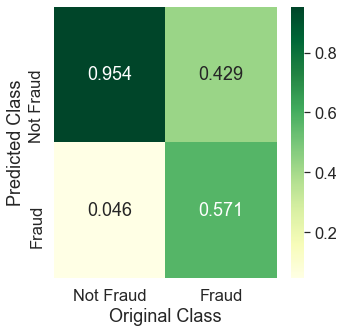 Predicted Class
Not Fraud
Fraud
0.954 0.429
0.046 0.571
Not Fraud Fraud
Original Class
0.8
0.6
0.4
0.2